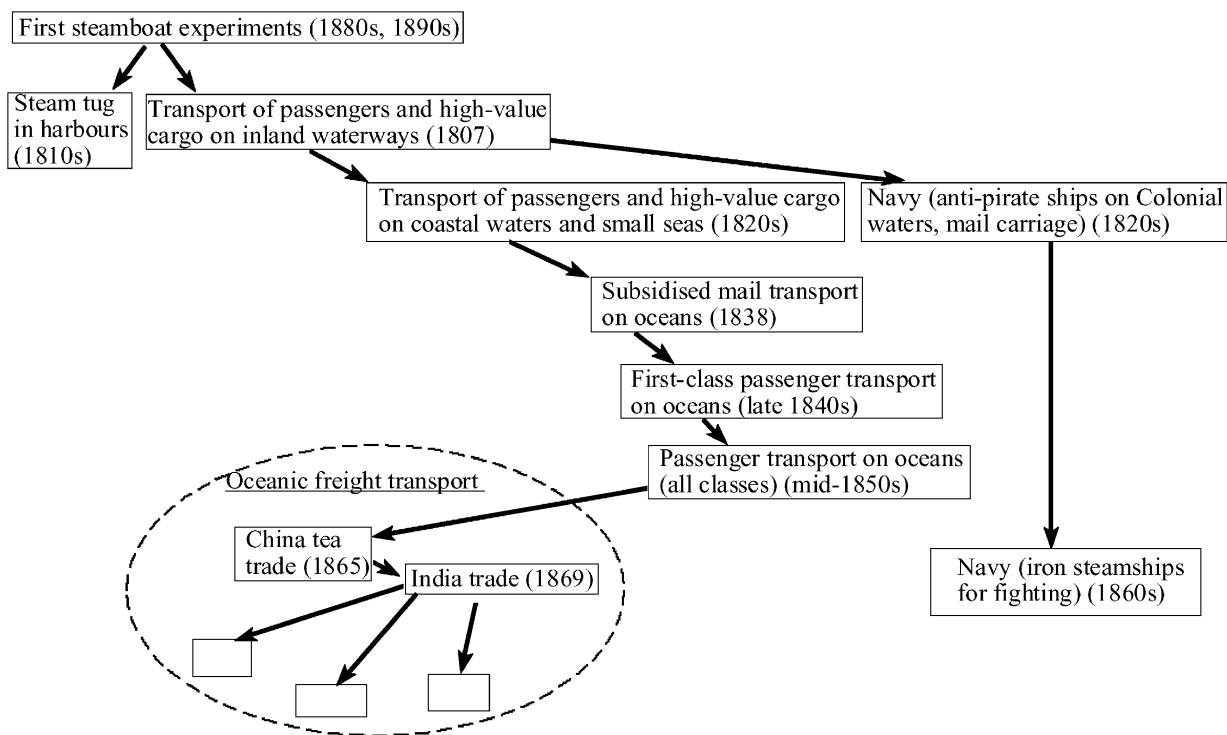 First steamboat experiments (1880s, 1890s)
Steam tug
in harbours
(1810s)
Transport of passengers and high-value
cargo on inland waterways (1807)
Transport of passengers and high-value cargo
on coastal waters and small seas (1820s)
Navy (anti-pirate ships on Colonial
waters, mail carriage) (1820s)
Subsidised mail transport
on oceans (1838)
First-class passenger transport
on oceans (late 1840s)
Passenger transport on oceans
(all classes) (mid-1850s)
Oceanic freight transport
China tea
trade (1865)
India trade (1869)
Navy (iron steamships
for fighting) (1860s)